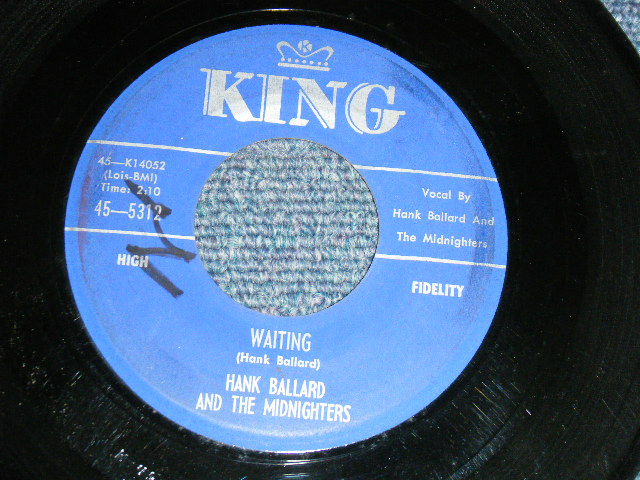 K
KING
45—K14052
(Lois-BMI)
Time: 2:10
45—5312
Vocal By
Hank Ballard And
The Midnighters
HIGH
FIDELITY
WAITING
(Hank Ballard)
HANK BALLARD
AND THE MIDNIGHTERS